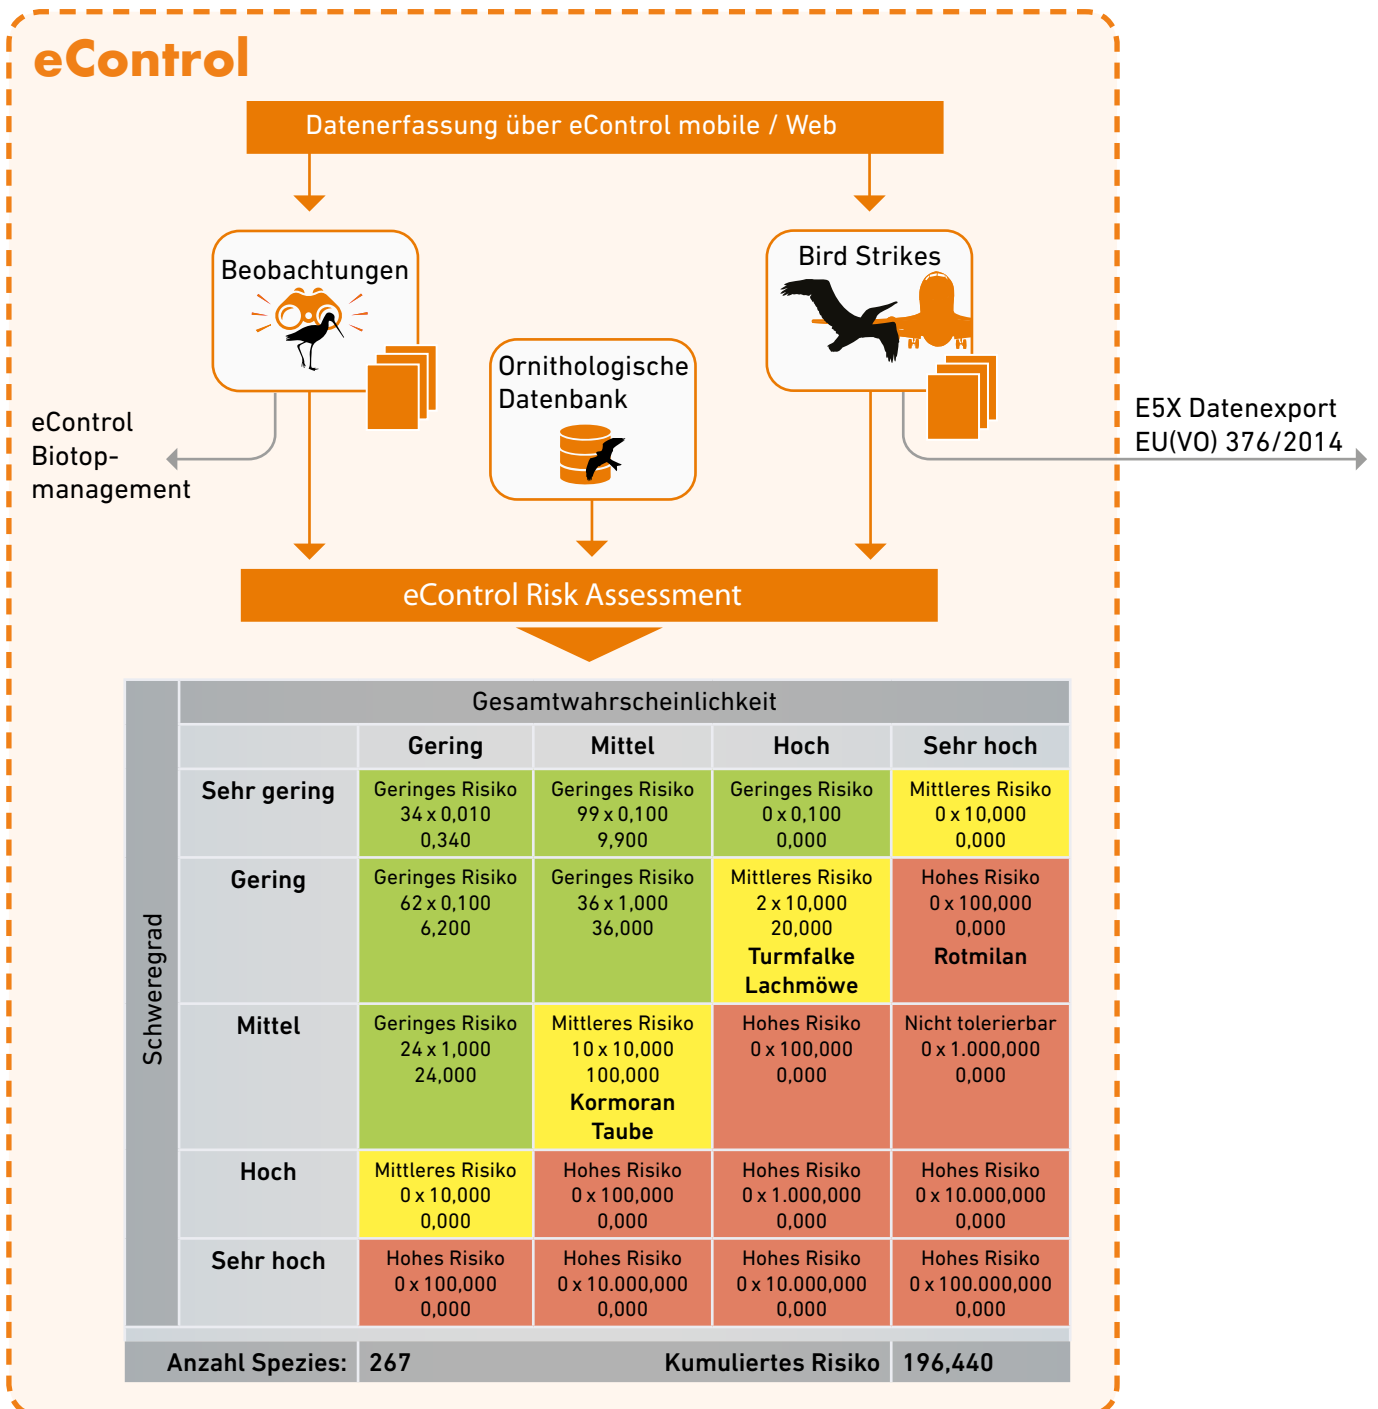 eControl
Datenerfassung über eControl mobile / Web
Beobachtungen
Bird Strikes
Ornithologische
Datenbank
eControl
Biotop-
management
E5X Datenexport
EU(VO) 376/2014
eControl Risk Assessment
Gesamtwahrscheinlichkeit
Gering
Mittel
Hoch
Sehr hoch
Schweregrad
Sehr gering
Geringes Risiko
34 x 0,010
0,340
Geringes Risiko
99 x 0,100
9,900
Geringes Risiko
0 x 0,100
0,000
Mittleres Risiko
0 x 10,000
0,000
Gering
Geringes Risiko
62 x 0,100
6,200
Geringes Risiko
36 x 1,000
36,000
Mittleres Risiko
2 x 10,000
20,000
Turmfalke
Lachmöwe
Hohes Risiko
0 x 100,000
0,000
Rotmilan
Mittel
Geringes Risiko
24 x 1,000
24,000
Mittleres Risiko
10 x 10,000
100,000
Kormoran
Taube
Hohes Risiko
0 x 100,000
0,000
Nicht tolerierbar
0 x 1.000,000
0,000
Hoch
Mittleres Risiko
0 x 10,000
0,000
Hohes Risiko
0 x 100,000
0,000
Hohes Risiko
0 x 1.000,000
0,000
Hohes Risiko
0 x 10.000,000
0,000
Sehr hoch
Hohes Risiko
0 x 100,000
0,000
Hohes Risiko
0 x 10.000,000
0,000
Hohes Risiko
0 x 10.000,000
0,000
Hohes Risiko
0 x 100.000,000
0,000
Anzahl Spezies: 267 Kumuliertes Risiko 196,440